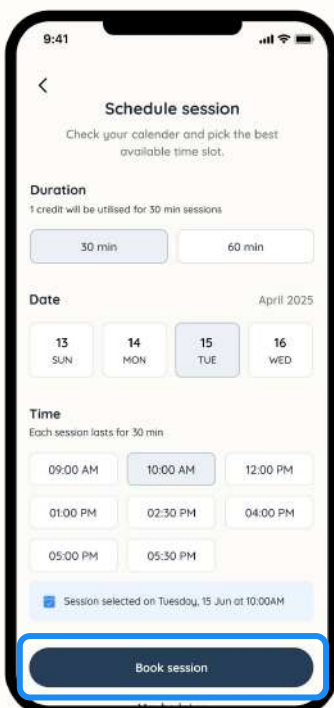 9:41
Schedule session
Check your calender and pick the best
available time slot.
Duration
1 credit will be utilised for 30 min sessions
30 min
60 min
Date
April 2025
13
SUN
14
MON
15
TUE
16
WED
Time
Each session lasts for 30 min
09:00 AM
10:00 AM
12:00 PM
01:00 PM
02:30 PM
04:00 PM
05:00 PM
05:30 PM
Session selected on Tuesday, 15 Jun at 10:00AM
Book session